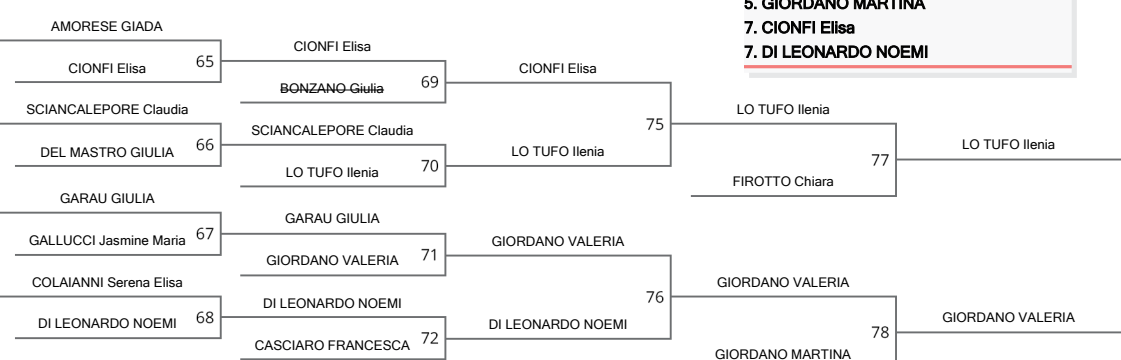 5. GIORDANO MARTINA
7. CIONFI Elisa
7. DI LEONARDO NOEMI
AMORESE GIADA
CIONFI Elisa
65
SCIANCALEPORE Claudia
DEL MASTRO GIULIA
66
GARAU GIULIA
GALLUCCI Jasmine Maria
67
COLAIANNI Serena Elisa
DI LEONARDO NOEMI
68
CIONFI Elisa
BONZANO Giulia
69
SCIANCALEPORE Claudia
LO TUFO Ilenia
70
GARAU GIULIA
GIORDANO VALERIA
71
DI LEONARDO NOEMI
CASCIARO FRANCESCA
72
CIONFI Elisa
LO TUFO Ilenia
75
GIORDANO VALERIA
DI LEONARDO NOEMI
76
LO TUFO Ilenia
FIROTTO Chiara
77
GIORDANO VALERIA
GIORDANO MARTINA
78
LO TUFO Ilenia
GIORDANO VALERIA